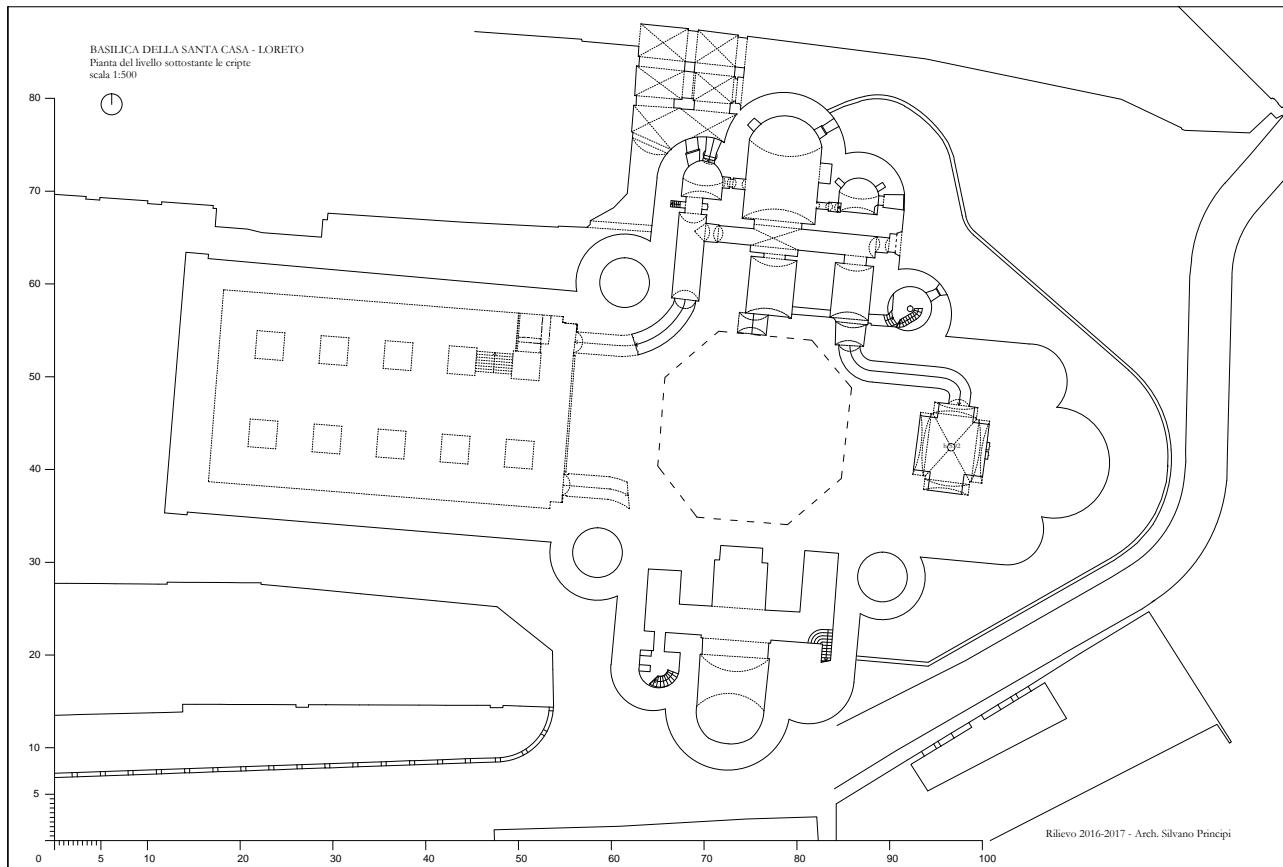 BASILICA DELLA SANTA CASA - LORETO
Pianta del livello sottostante le cripte
scala 1:500
80
70
60
50
40
30
20
10
5
0 5 10 20 30 40 50 60 70 80 90 100
Rilievo 2016-2017 - Arch. Silvano Principi